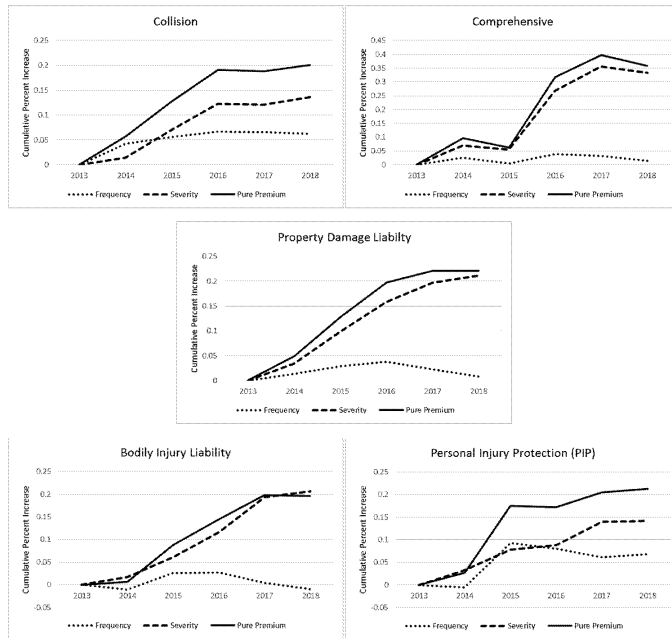 Collision
Cumulative Percent Increase
0.25
0.2
0.15
0.1
0.05
0
2013 2014 2015 2016 2017 2018
Frequency Severity Pure Premium
Comprehensive
Cumulative Percent Increase
0.45
0.4
0.35
0.3
0.25
0.2
0.15
0.1
0.05
0
2013 2014 2015 2016 2017 2018
Frequency Severity Pure Premium
Property Damage Liabilty
Cumulative Percent Increase
0.25
0.2
0.15
0.1
0.05
0
2013 2014 2015 2016 2017 2018
Frequency Severity Pure Premium
Bodily Injury Liability
Cumulative Percent Increase
0.25
0.2
0.15
0.1
0.05
0
-0.05
2013 2014 2015 2016 2017 2018
Frequency Severity Pure Premium
Personal Injury Protection (PIP)
Cumulative Percent Increase
0.25
0.2
0.15
0.1
0.05
0
-0.05
2013 2014 2015 2016 2017 2018
Frequency Severity Pure Premium